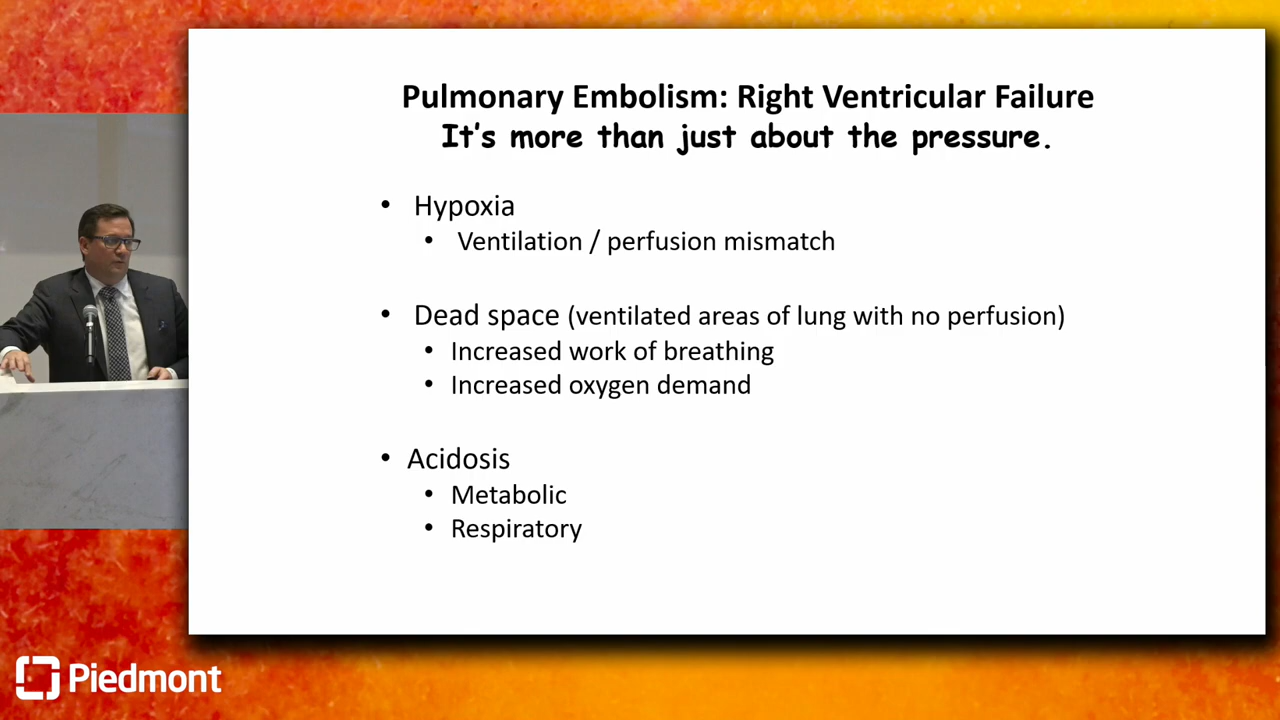 Pulmonary Embolism: Right Ventricular Failure
It's more than just about the pressure.
• Hypoxia
• Ventilation / perfusion mismatch
• Dead space (ventilated areas of lung with no perfusion)
• Increased work of breathing
• Increased oxygen demand
• Acidosis
• Metabolic
• Respiratory
Piedmont